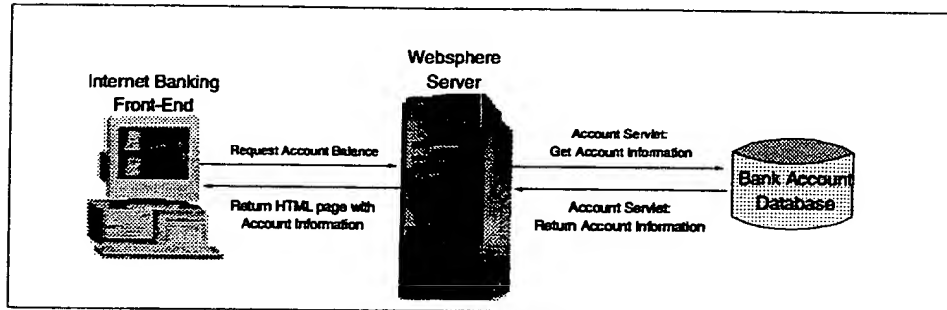 Websphere
Server
Internet Banking
Front-End
Request Account Balance
Return HTML page with
Account Information
Account Servlet:
Get Account Information
Account Servlet:
Return Account Information
Bank Account
Database